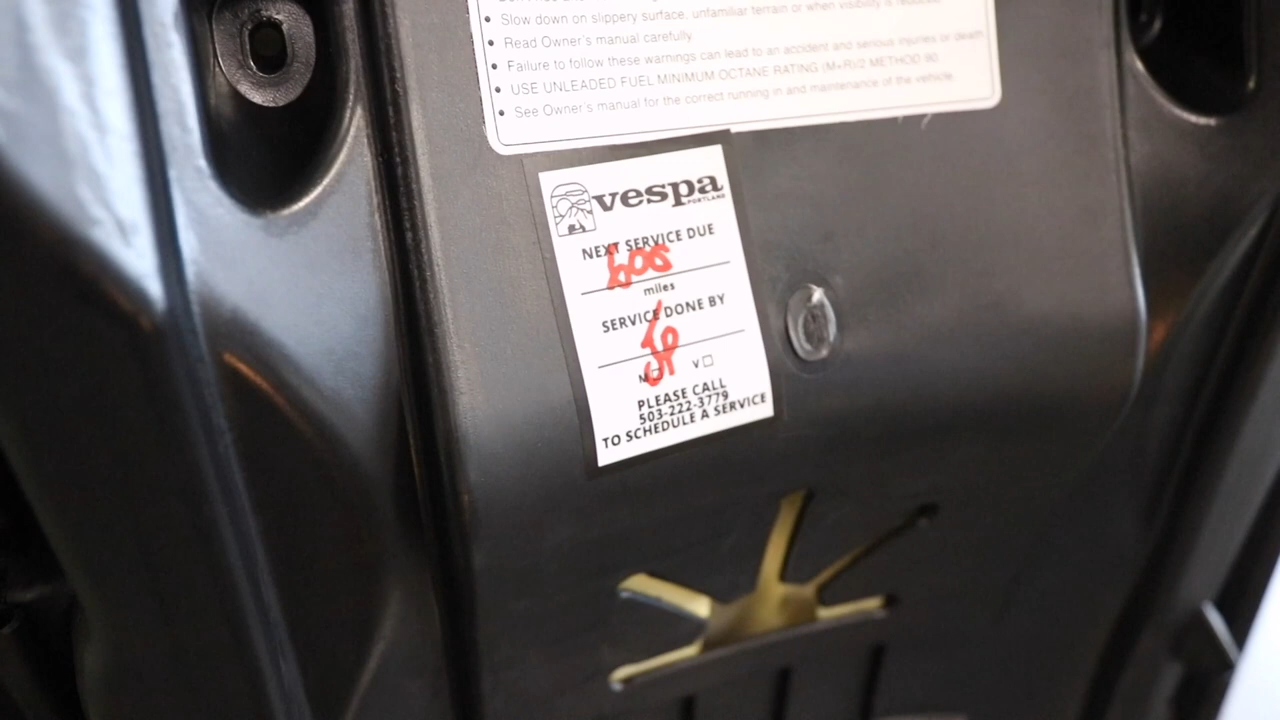 • Slow down on slippery surface, unfamiliar terrain or when visibility is reduced.
• Read Owner's manual carefully
• Failure to follow these warnings can lead to an accident and serious injuries or death
• USE UNLEADED FUEL MINIMUM OCTANE RATING (M+R)/2 METHOD 90.
• See Owner's manual for the correct running in and maintenance of the vehicle.
vespa
PORTLAND
NEXT SERVICE DUE
600
miles
SERVICE DONE BY
JP
M☐ V☐
PLEASE CALL
503-222-3779
TO SCHEDULE A SERVICE